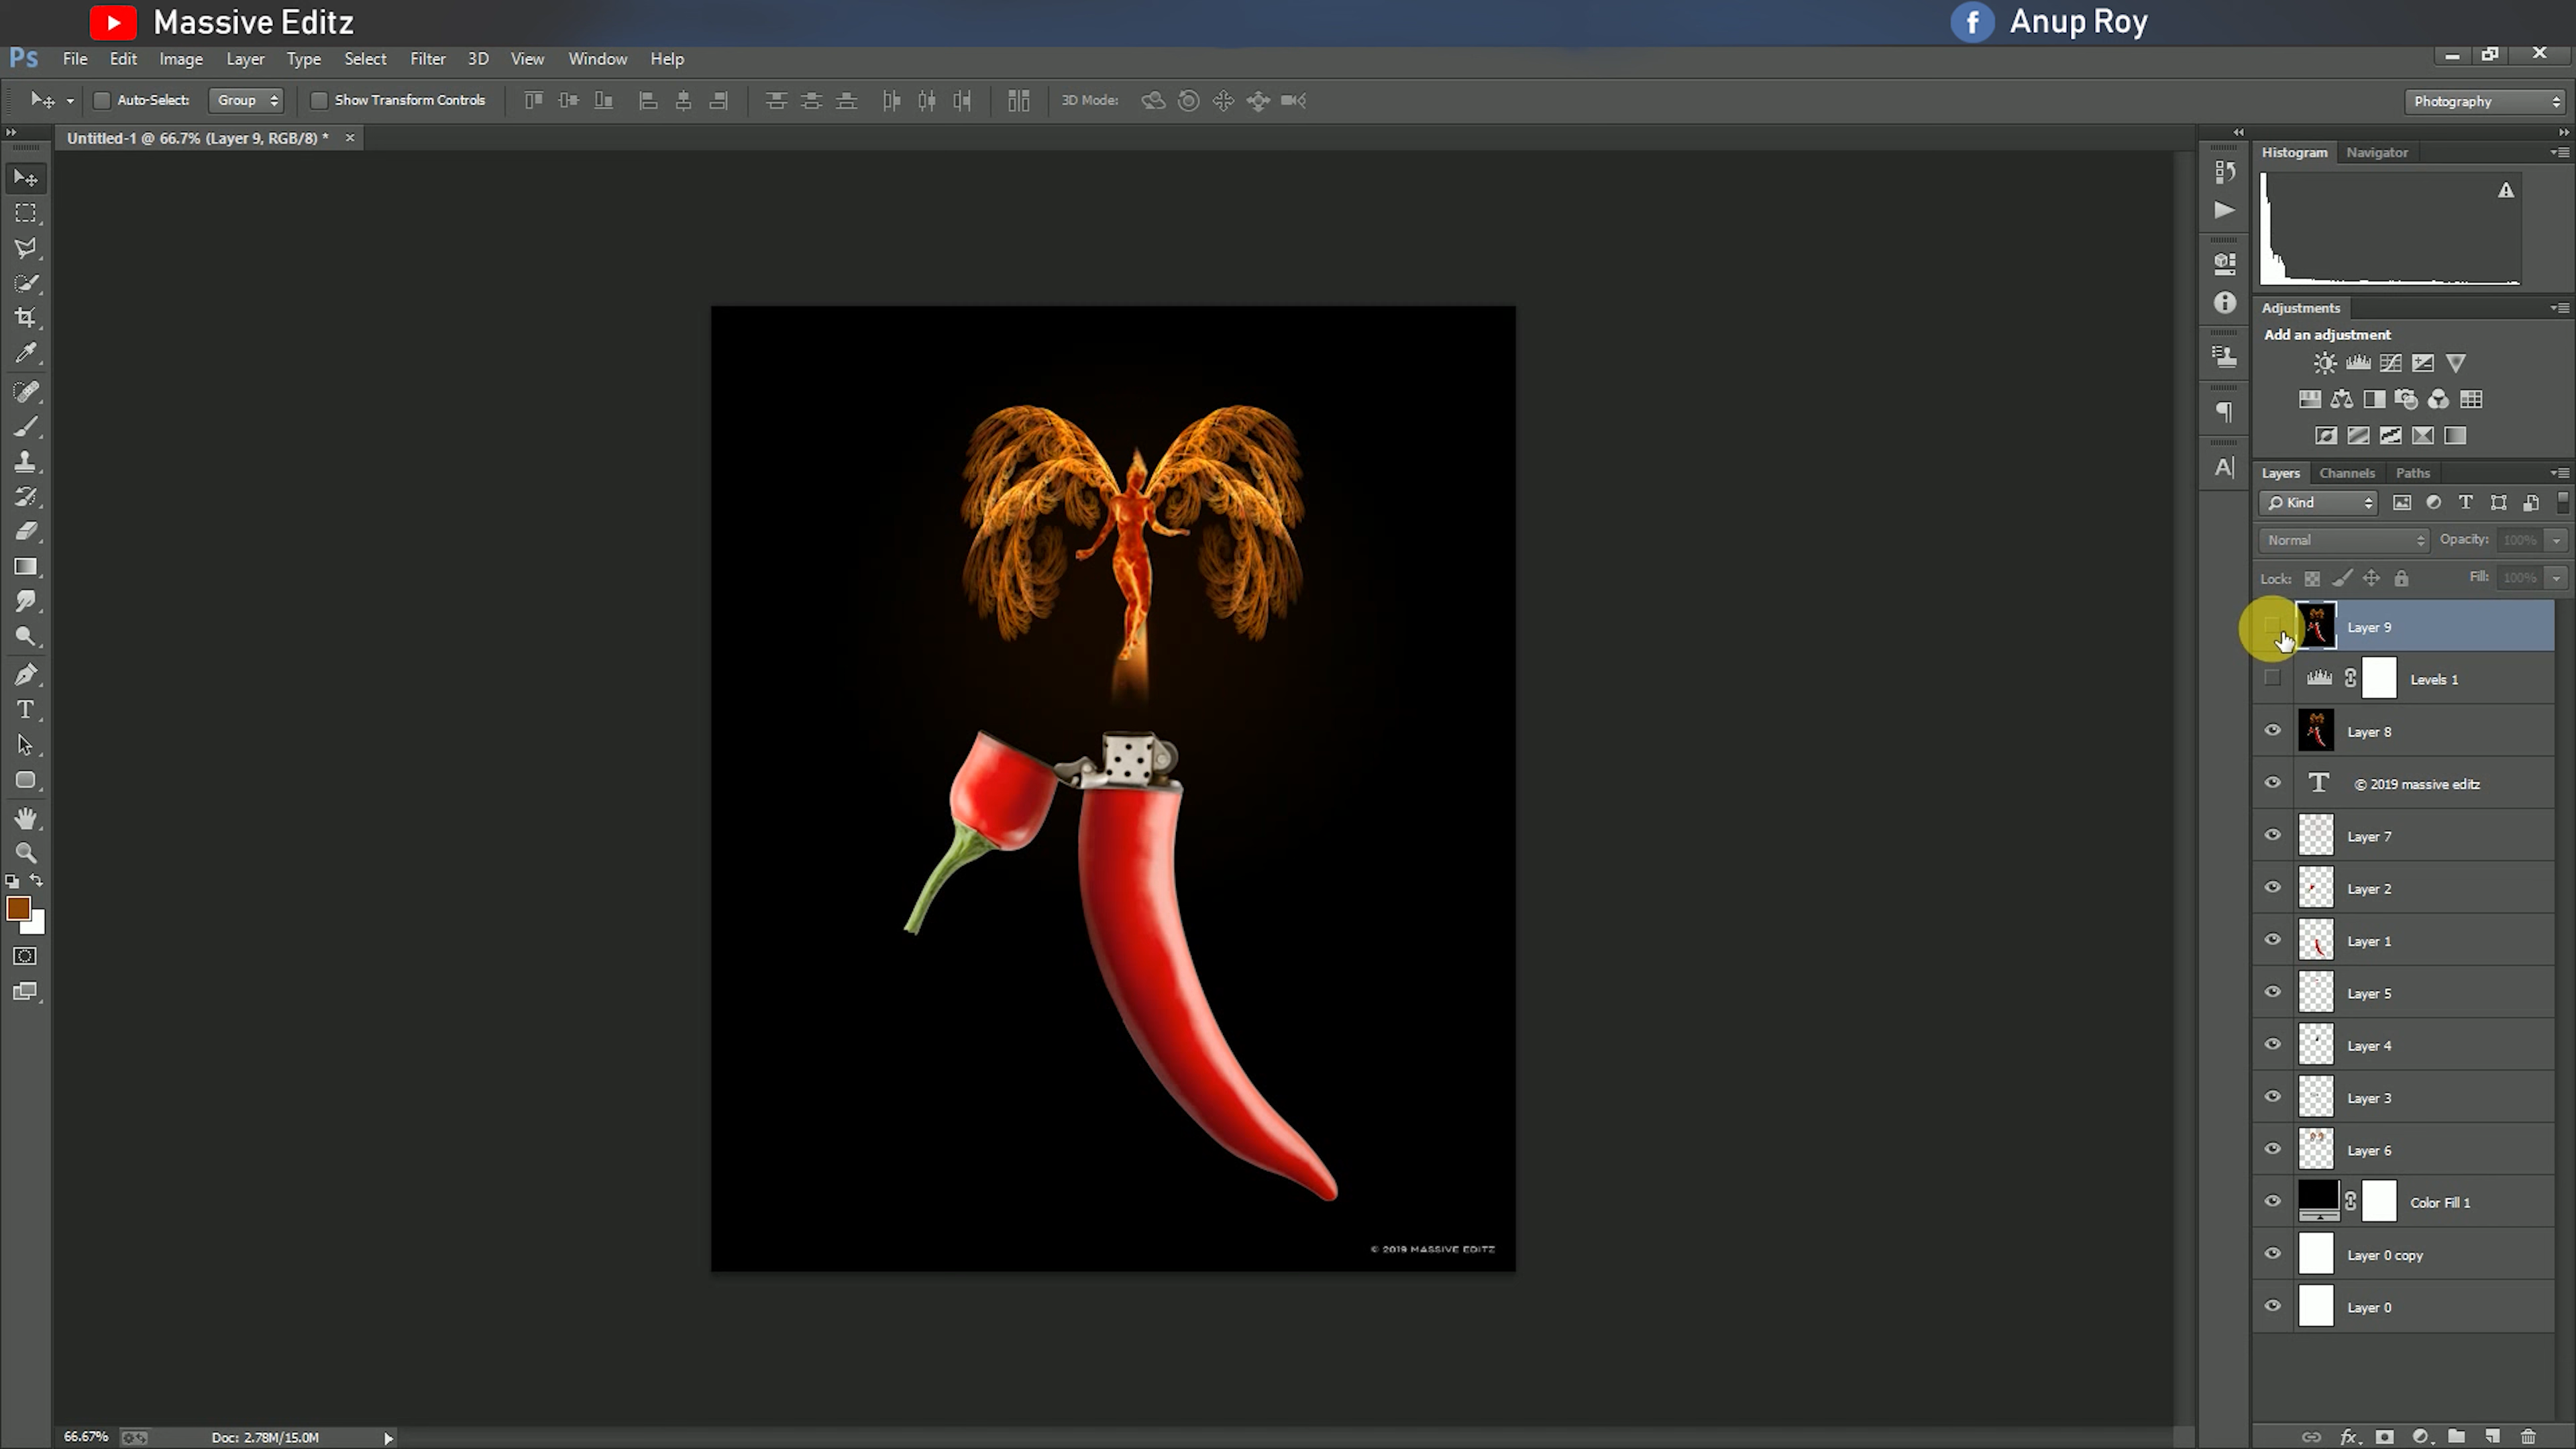 Massive Editz
f Anup Roy
Ps File Edit Image Layer Type Select Filter 3D View Window Help
Auto-Select: Group Show Transform Controls 3D Mode: Photography
Untitled-1 @ 66.7% (Layer 9, RGB/8) * ×
Histogram Navigator
Adjustments
Add an adjustment
Layers Channels Paths
Kind
Normal Opacity: 100%
Lock: Fill: 100%
Layer 9
Levels 1
Layer 8
T © 2019 massive editz
Layer 7
Layer 2
Layer 1
Layer 5
Layer 4
Layer 3
Layer 6
Color Fill 1
Layer 0 copy
Layer 0
© 2019 MASSIVE EDITZ
66.67% Doc: 2.78M/15.0M